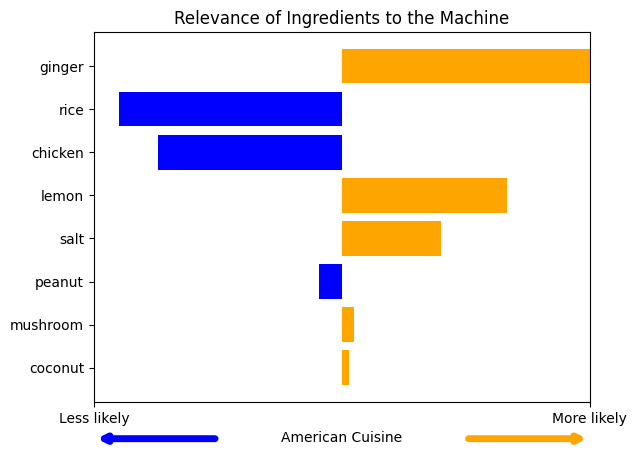 Relevance of Ingredients to the Machine
ginger
rice
chicken
lemon
salt
peanut
mushroom
coconut
Less likely
More likely
American Cuisine